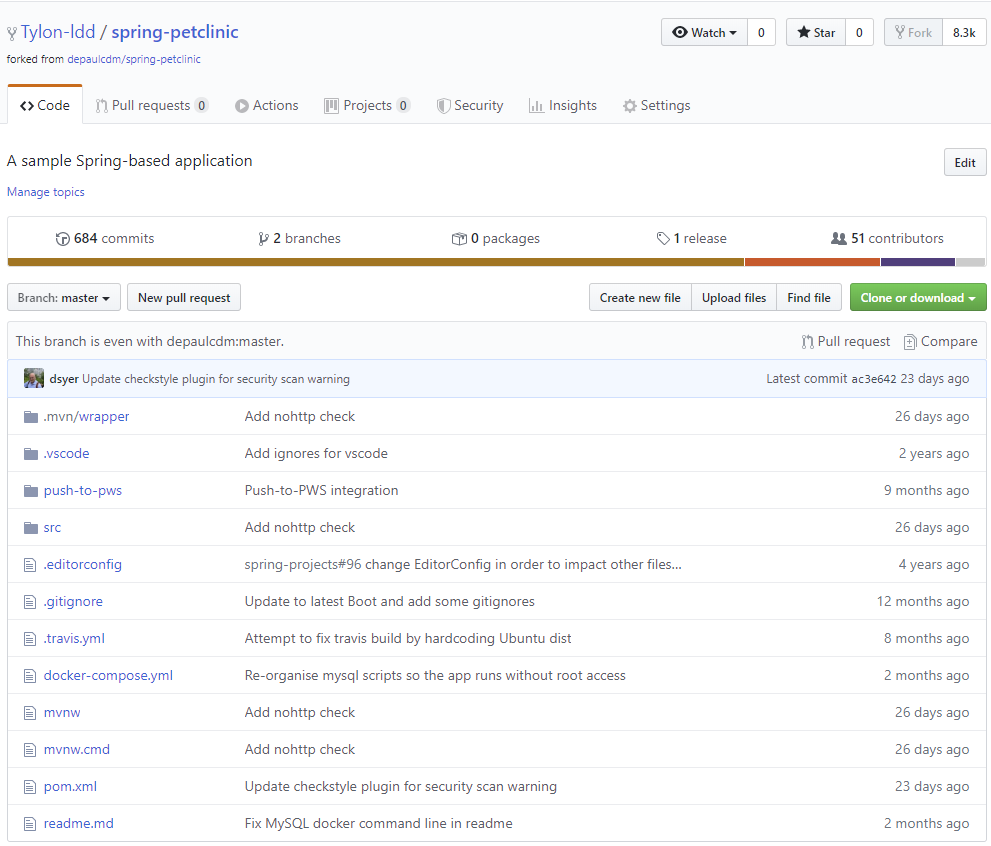 Tylon-ldd / spring-petclinic
Watch 0 Star 0 Fork 8.3k
forked from depaulcdm/spring-petclinic
Code Pull requests 0 Actions Projects 0 Security Insights Settings
A sample Spring-based application
Edit
Manage topics
684 commits 2 branches 0 packages 1 release 51 contributors
Branch: master New pull request Create new file Upload files Find file Clone or download
This branch is even with depaulcdm:master. Pull request Compare
dsyer Update checkstyle plugin for security scan warning Latest commit ac3e642 23 days ago
.mvn/wrapper Add nohttp check 26 days ago
.vscode Add ignores for vscode 2 years ago
push-to-pws Push-to-PWS integration 9 months ago
src Add nohttp check 26 days ago
.editorconfig spring-projects#96 change EditorConfig in order to impact other files... 4 years ago
.gitignore Update to latest Boot and add some gitignores 12 months ago
.travis.yml Attempt to fix travis build by hardcoding Ubuntu dist 8 months ago
docker-compose.yml Re-organise mysql scripts so the app runs without root access 2 months ago
mvnw Add nohttp check 26 days ago
mvnw.cmd Add nohttp check 26 days ago
pom.xml Update checkstyle plugin for security scan warning 23 days ago
readme.md Fix MySQL docker command line in readme 2 months ago